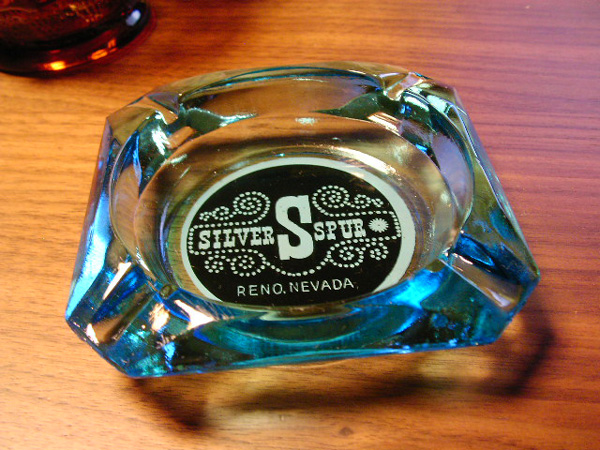 SILVER S SPUR
RENO, NEVADA